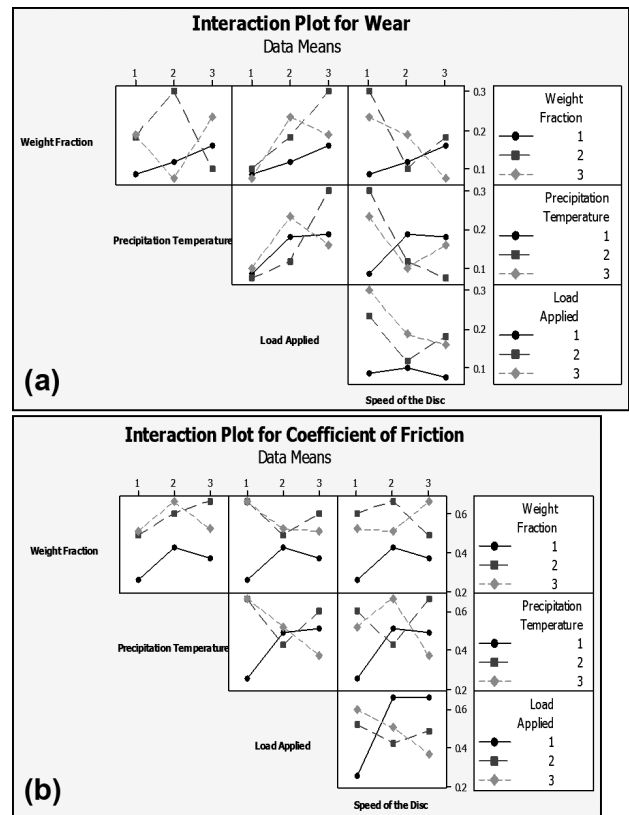 Interaction Plot for Wear
Data Means
1 2 3 1 2 3 1 2 3
Weight Fraction
0.3
0.2
0.1
Weight
Fraction
1
2
3
Precipitation Temperature
0.3
0.2
0.1
Precipitation
Temperature
1
2
3
Load Applied
0.3
0.2
0.1
Load
Applied
1
2
3
(a)
Speed of the Disc
Interaction Plot for Coefficient of Friction
Data Means
1 2 3 1 2 3 1 2 3
Weight Fraction
0.6
0.4
0.2
Weight
Fraction
1
2
3
Precipitation Temperature
0.6
0.4
0.2
Precipitation
Temperature
1
2
3
Load Applied
0.6
0.4
0.2
Load
Applied
1
2
3
(b)
Speed of the Disc